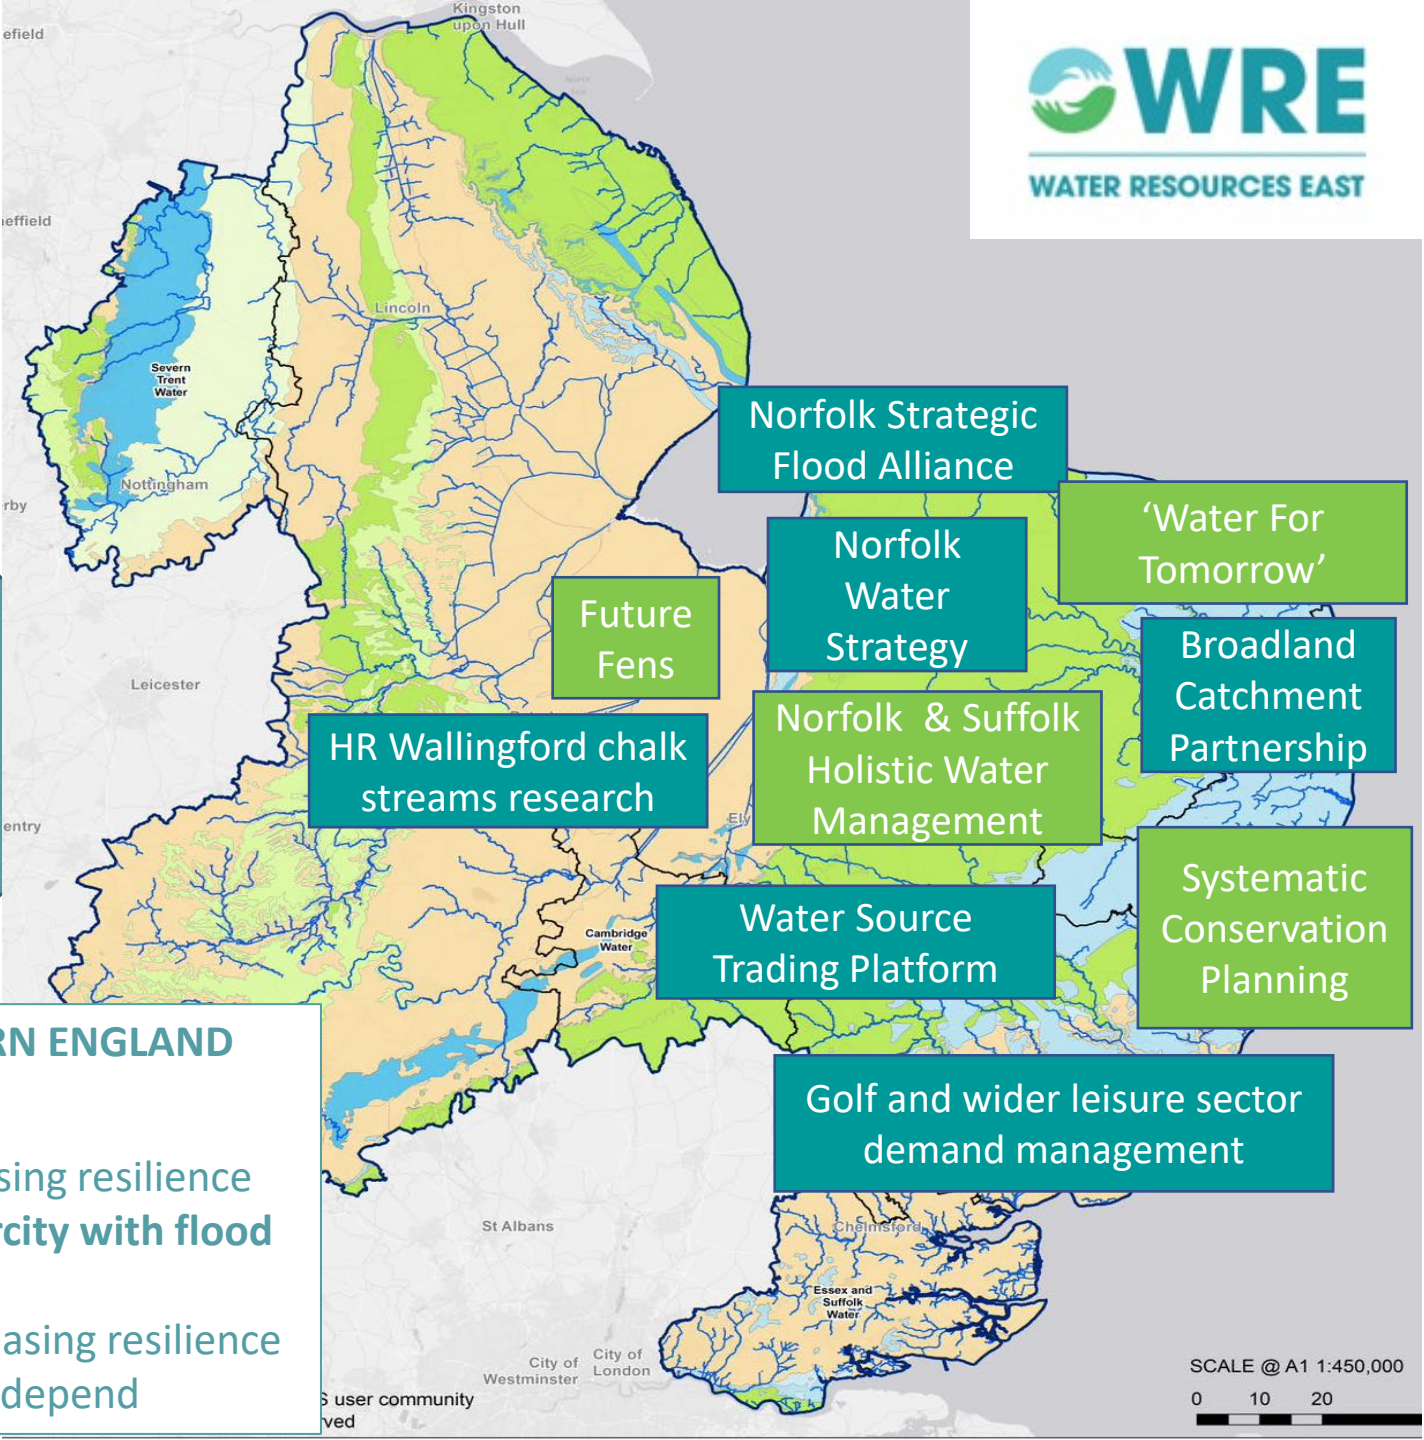 Kingston
upon Hull
efield
WRE
WATER RESOURCES EAST
effield
Lincoln
Severn
Trent
Water
Nottingham
rby
Norfolk Strategic
Flood Alliance
'Water For
Tomorrow'
Norfolk
Water
Strategy
Future
Fens
Broadland
Catchment
Partnership
Leicester
Norfolk & Suffolk
Holistic Water
Management
HR Wallingford chalk
streams research
entry
Ely
Systematic
Conservation
Planning
Water Source
Trading Platform
Cambridge
Water
RN ENGLAND
Golf and wider leisure sector
demand management
sing resilience
rcity with flood
St Albans
Chelmsford
Essex and
Suffolk
Water
asing resilience
depend
City of
Westminster
City of
London
S user community
ved
SCALE @ A1 1:450,000
0 10 20